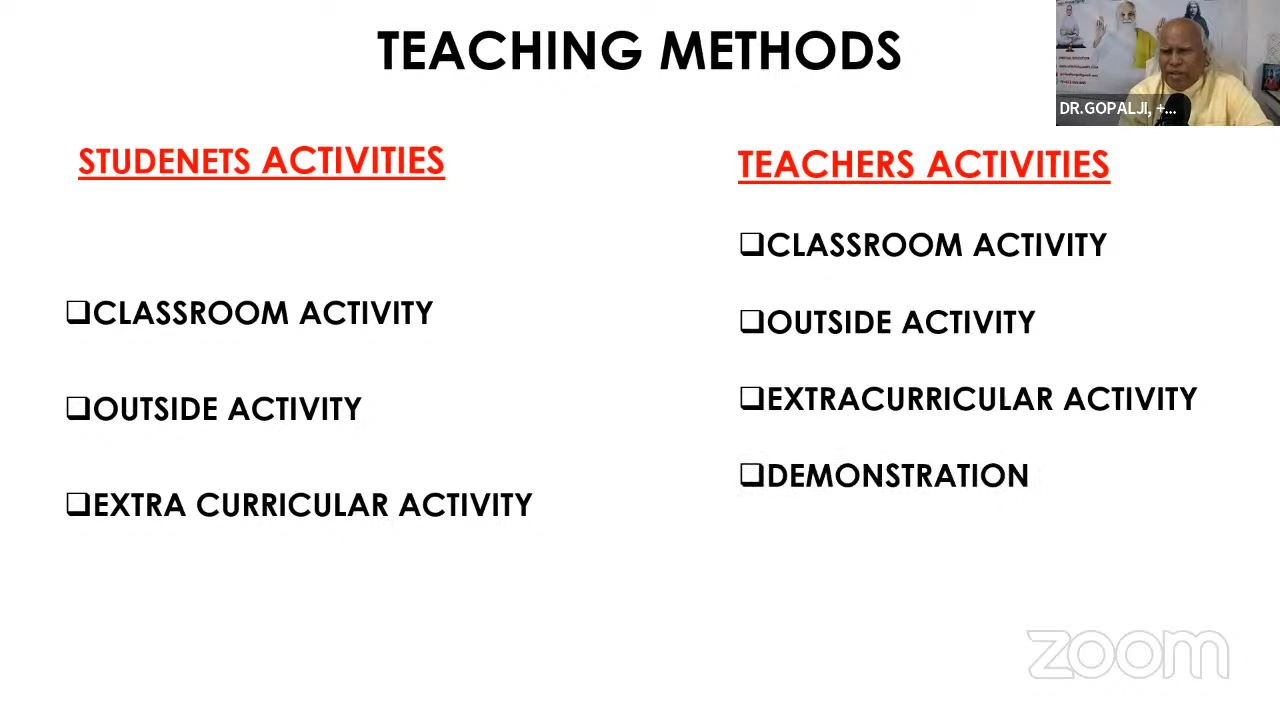 TEACHING METHODS
DR.GOPALJI, +...
STUDENETS ACTIVITIES
❑CLASSROOM ACTIVITY
❑OUTSIDE ACTIVITY
❑EXTRA CURRICULAR ACTIVITY
TEACHERS ACTIVITIES
❑CLASSROOM ACTIVITY
❑OUTSIDE ACTIVITY
❑EXTRACURRICULAR ACTIVITY
❑DEMONSTRATION
zoom